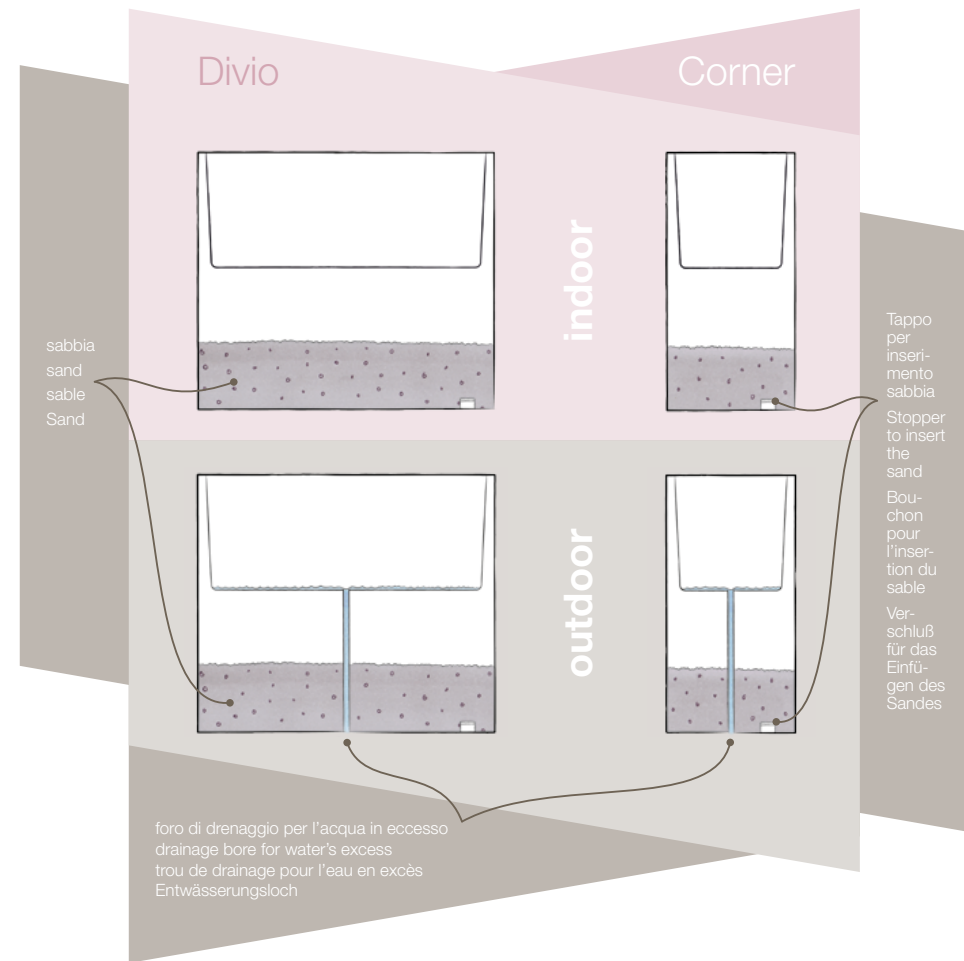 Divio
Corner
indoor
sabbia
sand
sable
Sand
Tappo
per
inseri-
mento
sabbia
Stopper
to insert
the
sand
Bou-
chon
pour
l'inser-
tion du
sable
Ver-
schluß
für das
Einfü-
gen des
Sandes
outdoor
foro di drenaggio per l'acqua in eccesso
drainage bore for water's excess
trou de drainage pour l'eau en excès
Entwässerungsloch